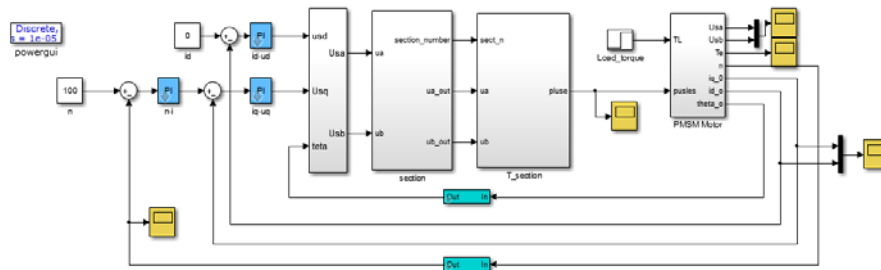 Discrete,
s = 1e-05
powergui
0
id
PI
id-ud
100
n
PI
n-i
PI
iq-uq
usd
Usa
Usq
Usb
teta
section_number
ua
ua_out
ub
ub_out
section
sect_n
ua
pluse
ub
T_section
Load_torque
TL
Usa
Usb
Te
n
iq_0
id_o
pusles
theta_o
PMSM Motor
Out
In
Out
In